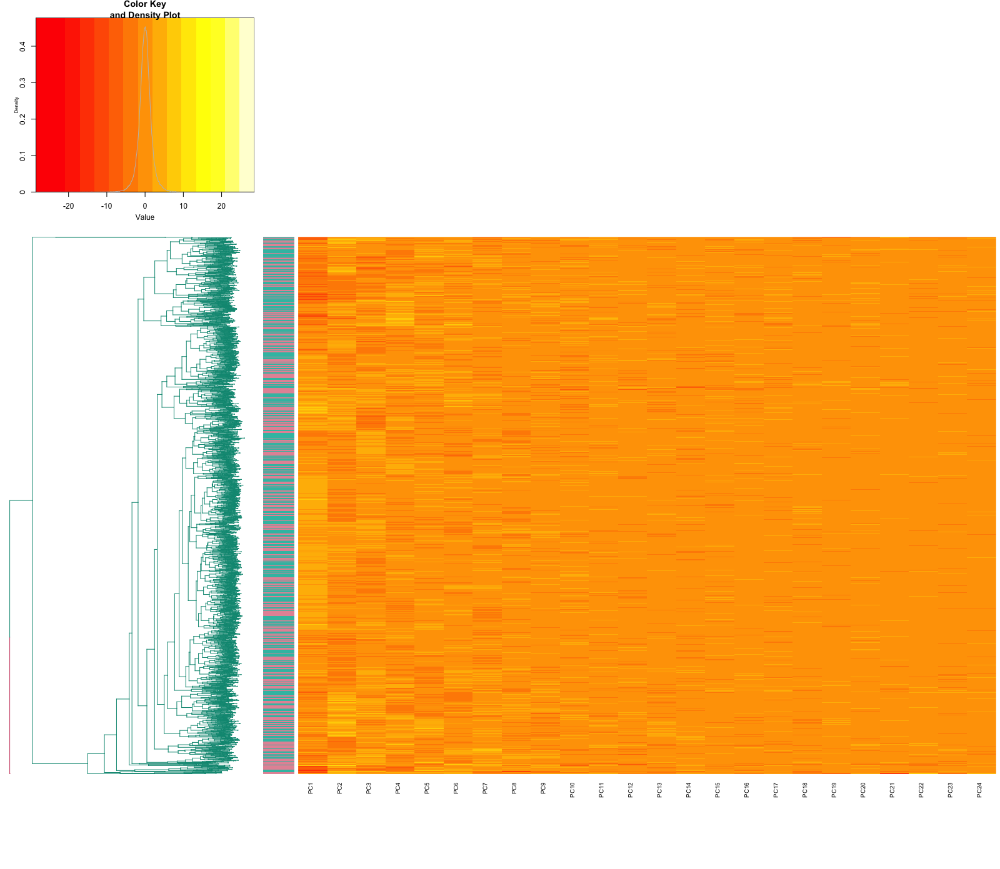 Color Key
and Density Plot
0.4
0.3
0.2
0.1
0
Density
-20 -10 0 10 20
Value
PC1 PC2 PC3 PC4 PC5 PC6 PC7 PC8 PC9 PC10 PC11 PC12 PC13 PC14 PC15 PC16 PC17 PC18 PC19 PC20 PC21 PC22 PC23 PC24